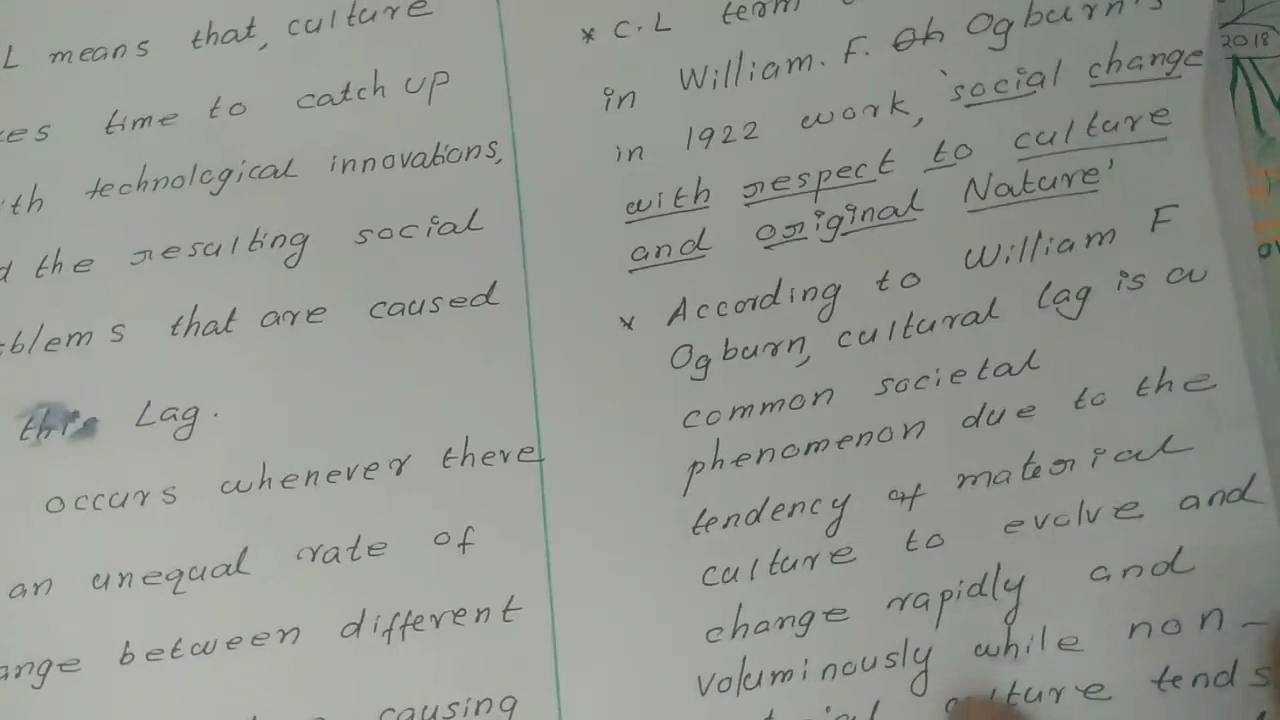 L means that, culture
es time to catch up
th technological innovations,
d the resulting social
blems that are caused
this Lag.
occurs whenever there
an unequal rate of
ange between different
causing
* C.L term
in William. F. Oh Ogburn's
in 1922 work, 'social change
with respect to culture
and original Nature'
* According to William F
Ogburn, cultural lag is a
common societal
phenomenon due to the
tendency of material
culture to evolve and
change rapidly and
voluminously while non-
culture tends
2018